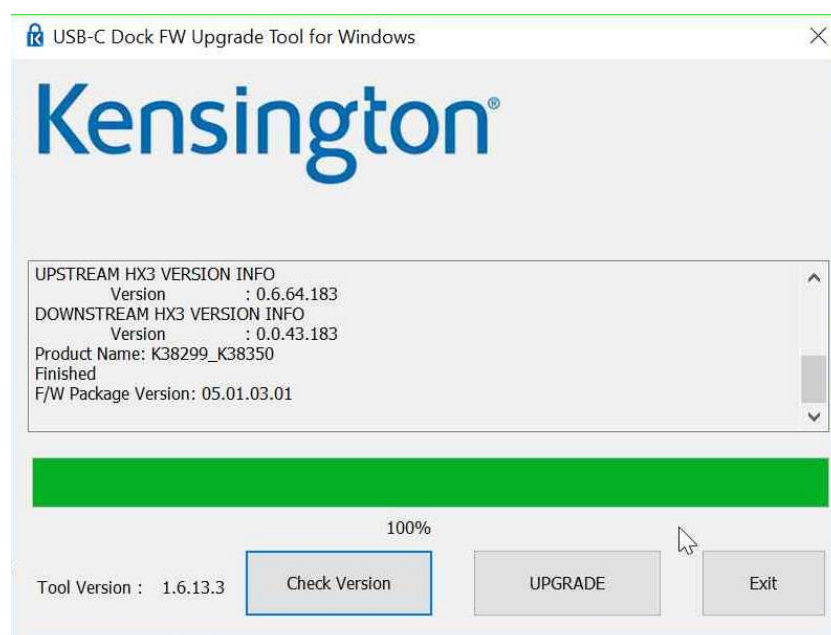 USB-C Dock FW Upgrade Tool for Windows
Kensington®
UPSTREAM HX3 VERSION INFO
Version : 0.6.64.183
DOWNSTREAM HX3 VERSION INFO
Version : 0.0.43.183
Product Name: K38299_K38350
Finished
F/W Package Version: 05.01.03.01
100%
Tool Version : 1.6.13.3 Check Version UPGRADE Exit